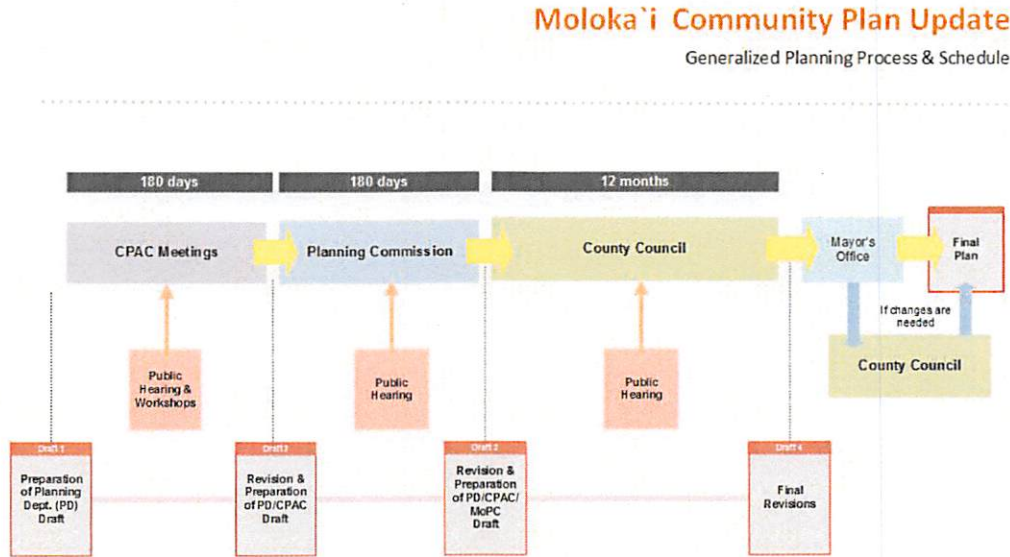 Moloka`i Community Plan Update
Generalized Planning Process & Schedule
180 days
180 days
12 months
CPAC Meetings
Planning Commission
County Council
Mayor's
Office
Final
Plan
If changes are
needed
County Council
Public
Hearing &
Workshops
Public
Hearing
Public
Hearing
Draft 1
Preparation
of Planning
Dept. (PD)
Draft
Draft 2
Revision &
Preparation
of PD/CPAC
Draft
Draft 3
Revision &
Preparation
of PD/CPAC/
MoPC
Draft
Draft 4
Final
Revisions